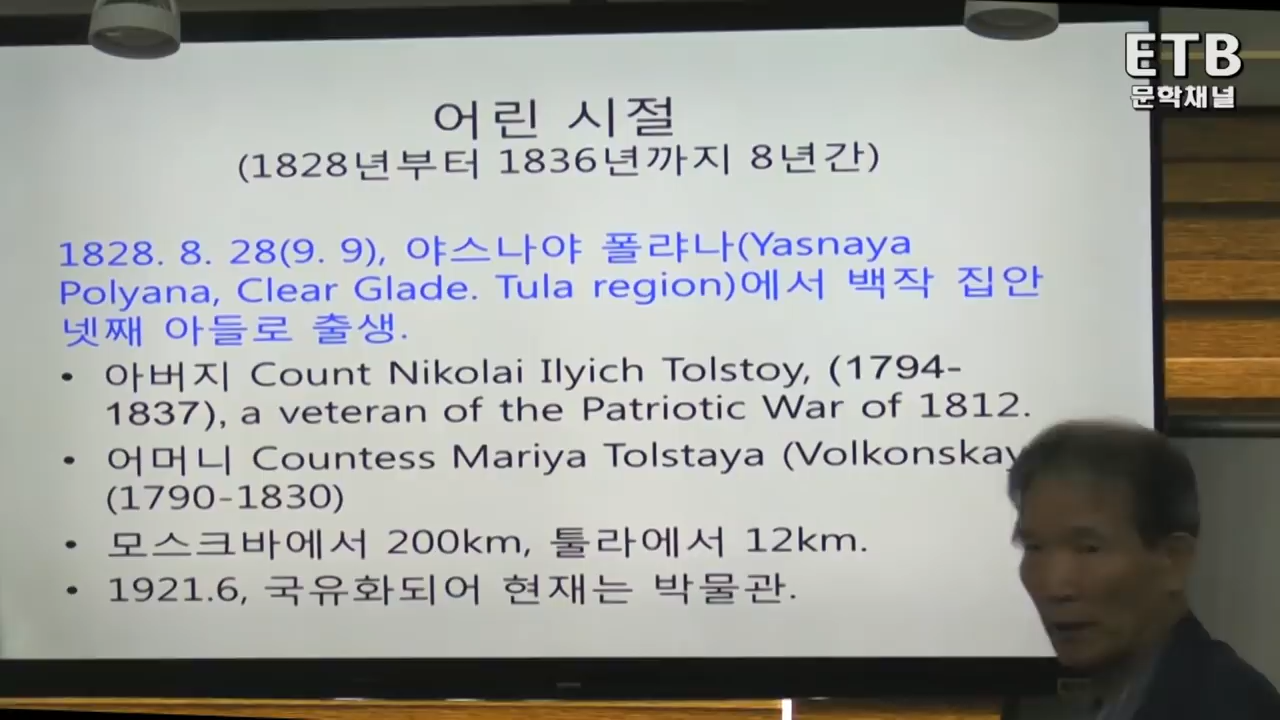 ETB
문학채널
어린 시절
(1828년부터 1836년까지 8년간)
1828. 8. 28(9. 9), 야스나야 폴랴나(Yasnaya
Polyana, Clear Glade. Tula region)에서 백작 집안
넷째 아들로 출생.
• 아버지 Count Nikolai Ilyich Tolstoy, (1794-
1837), a veteran of the Patriotic War of 1812.
• 어머니 Countess Mariya Tolstaya
(1790-1830)
• 모스크바에서 200km, 툴라에서 12km.
• 1921.6, 국유화되어 현재는 박물관.